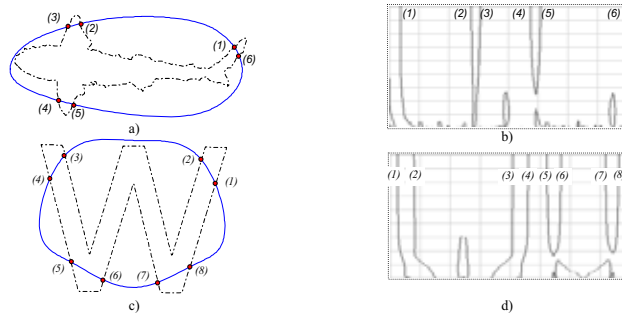 (3) (2) (1) (6) (4) (5)
a)
(1) (2) (3) (4) (5) (6)
b)
(3) (2) (4) (1) (5) (6) (7) (8)
c)
(1) (2) (3) (4) (5) (6) (7) (8
d)